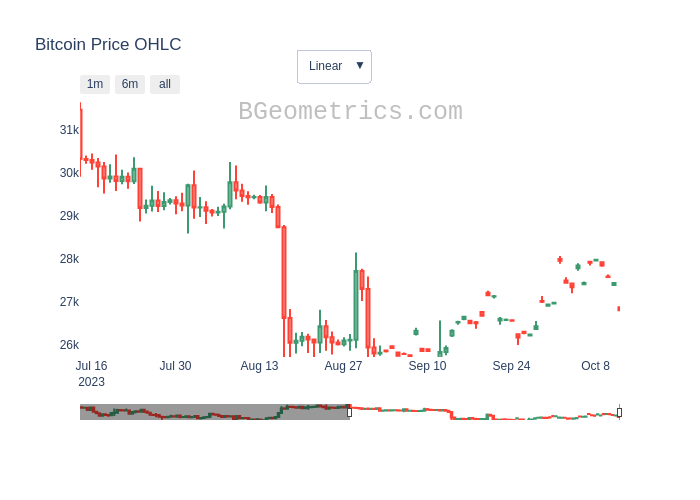 Bitcoin Price OHLC
Linear ▼
1m 6m all
BGeometrics.com
31k
30k
29k
28k
27k
26k
Jul 16 Jul 30 Aug 13 Aug 27 Sep 10 Sep 24 Oct 8
2023